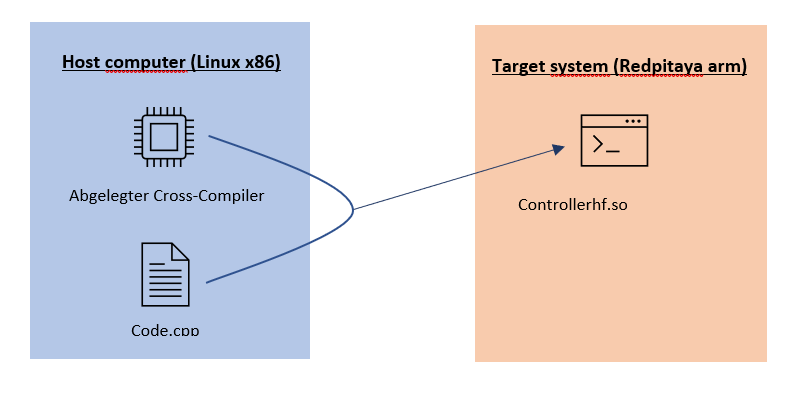 Host computer (Linux x86)
Abgelegter Cross-Compiler
Code.cpp
Target system (Redpitaya arm)
Controllerhf.so